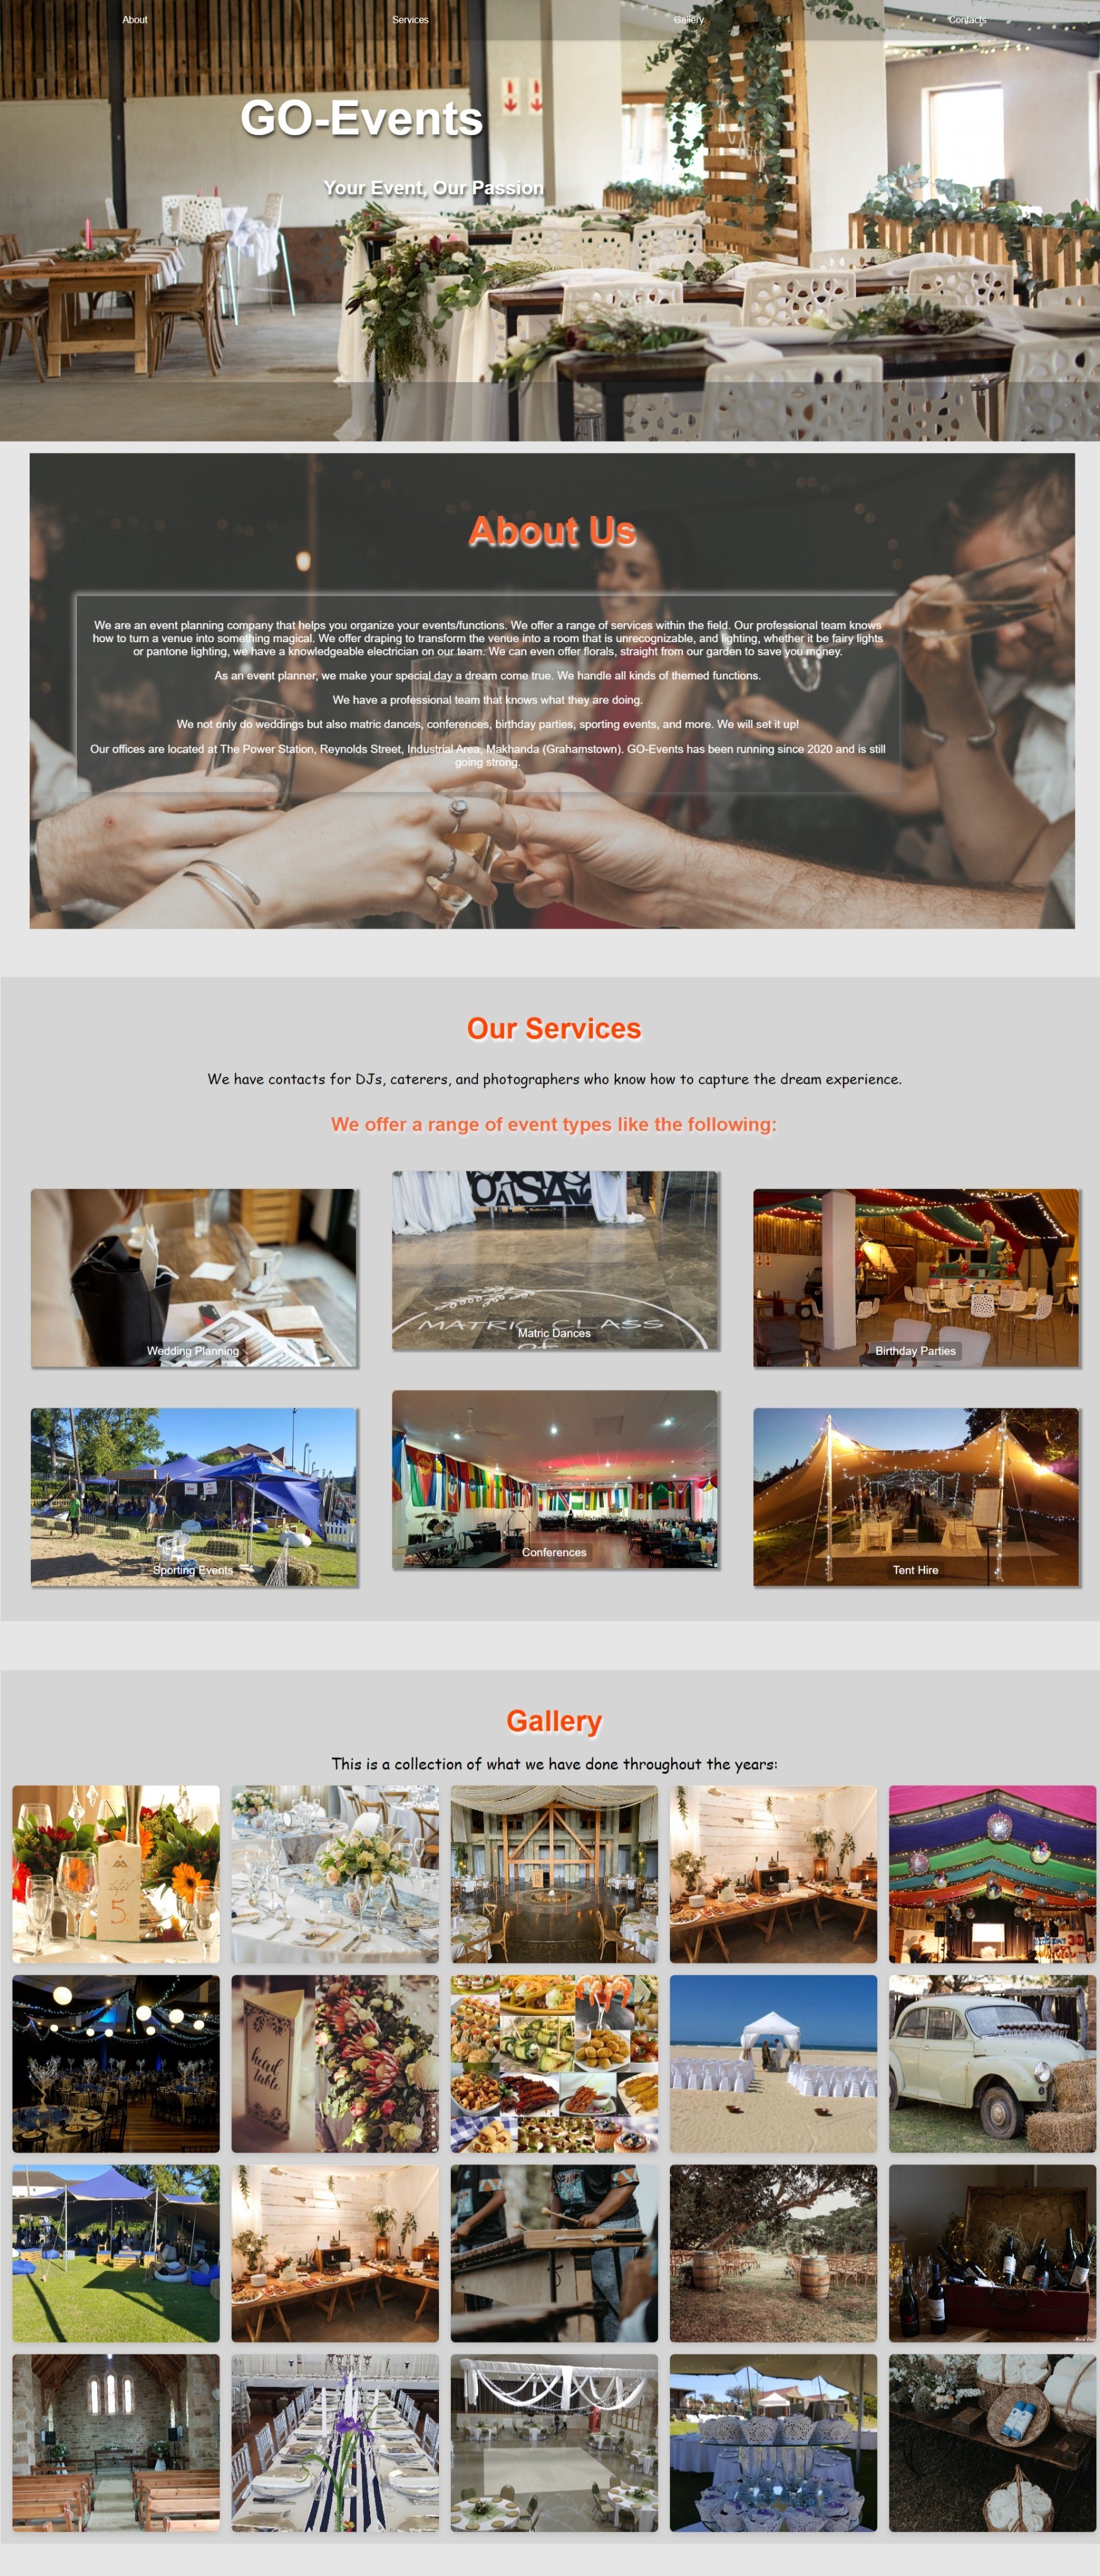 About
Services
Gallery
Contacts
GO-Events
Your Event, Our Passion
About Us
We are an event planning company that helps you organize your events/functions. We offer a range of services within the field. Our professional team knows
how to turn a venue into something magical. We offer draping to transform the venue into a room that is unrecognizable, and lighting, whether it be fairy lights
or pantone lighting, we have a knowledgeable electrician on our team. We can even offer florals, straight from our garden to save you money.
As an event planner, we make your special day a dream come true. We handle all kinds of themed functions.
We have a professional team that knows what they are doing.
We not only do weddings but also matric dances, conferences, birthday parties, sporting events, and more. We will set it up!
Our offices are located at The Power Station, Reynolds Street, Industrial Area, Makhanda (Grahamstown). GO-Events has been running since 2020 and is still
going strong.
Our Services
We have contacts for DJs, caterers, and photographers who know how to capture the dream experience.
We offer a range of event types like the following:
MATRIC CLASS
Wedding Planning
Matric Dances
Birthday Parties
Sporting Events
Conferences
Tent Hire
Gallery
This is a collection of what we have done throughout the years:
5
30
head
table